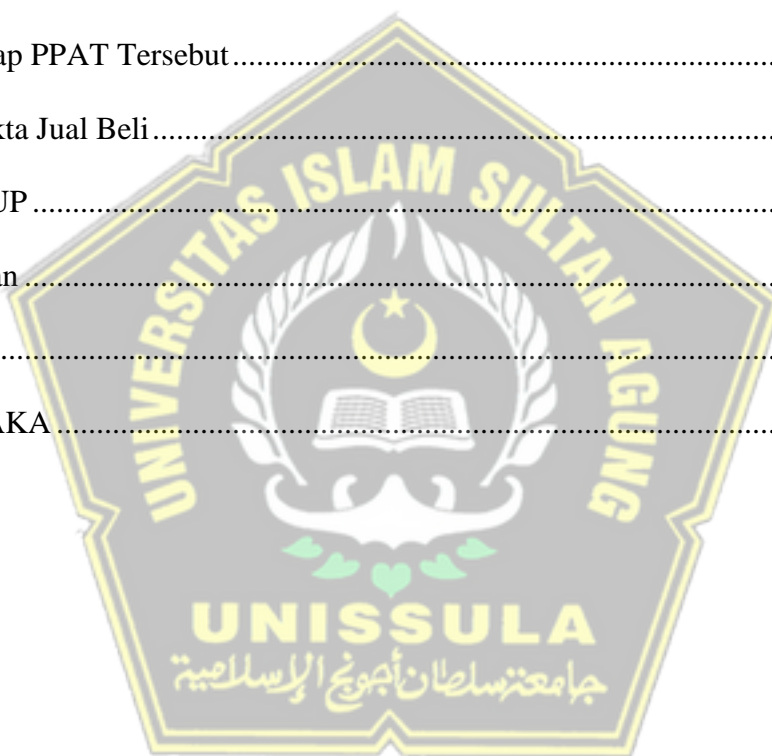 ap PPAT Tersebut
kta Jual Beli
UP
an
AKA
UNIVERSITAS ISLAM SULTAN AGUNG
UNISSULA
جامعة سلطان أجونج الإسلامية